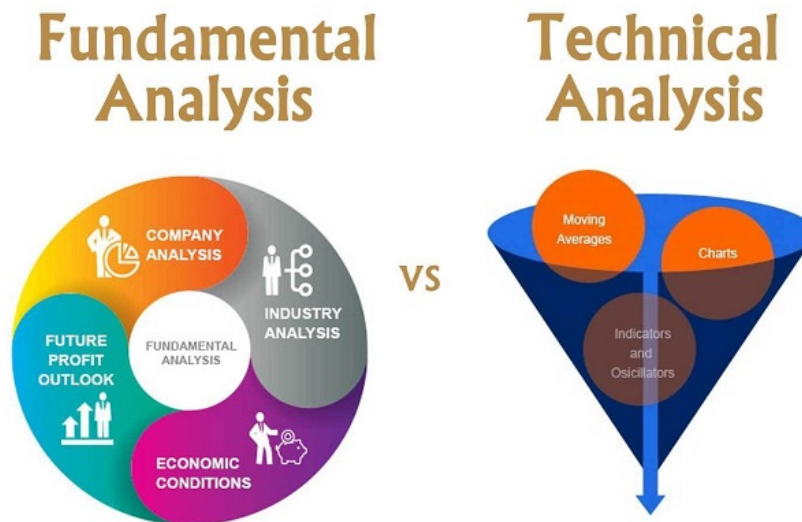 Fundamental
Analysis
COMPANY
ANALYSIS
INDUSTRY
ANALYSIS
FUTURE
PROFIT
OUTLOOK
FUNDAMENTAL
ANALYSIS
ECONOMIC
CONDITIONS
VS
Technical
Analysis
Moving
Averages
Charts
Indicators
and
Osicillators